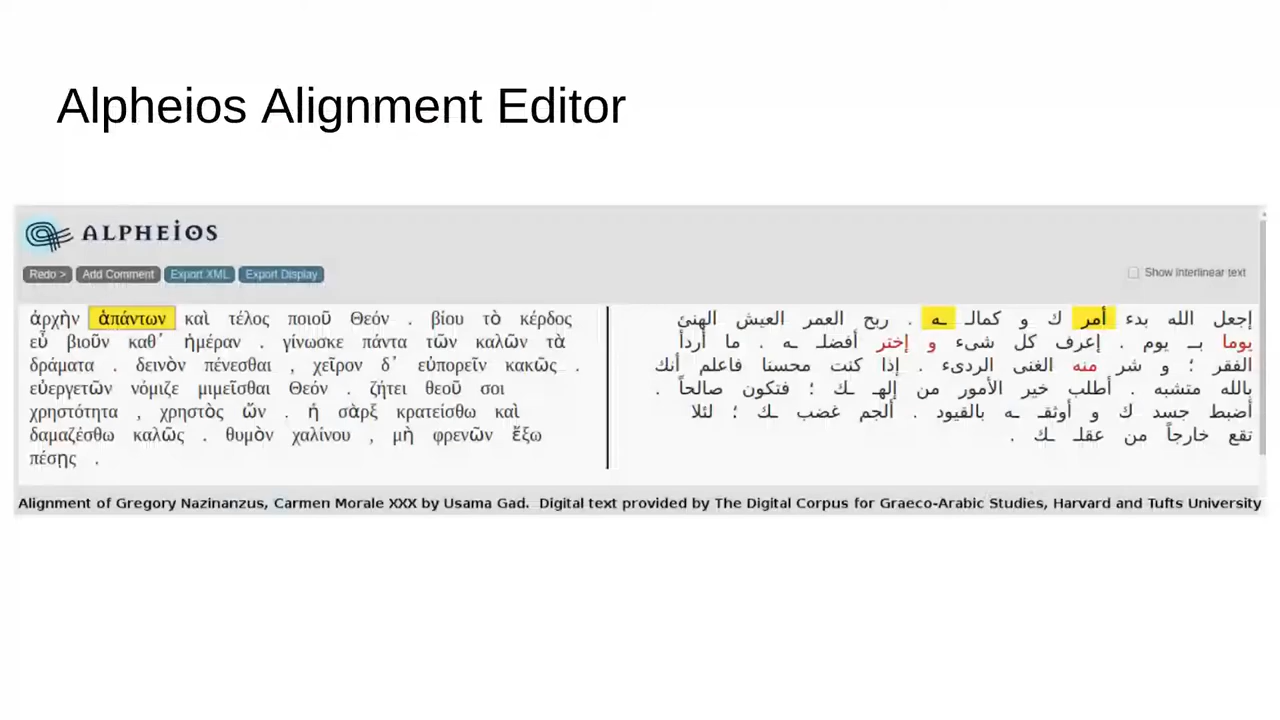 Alpheios Alignment Editor
ALPHEIOS
Redo > Add Comment Export XML Export Display Show interlinear text
ἀρχὴν ἁπάντων καὶ τέλος ποιοῦ Θεόν . βίου τὸ κέρδος
εὖ βιοῦν καθ᾽ ἡμέραν . γίνωσκε πάντα τῶν καλῶν τὰ
δράματα . δεινὸν πένεσθαι , χεῖρον δ᾽ εὐπορεῖν κακῶς .
εὐεργετῶν νόμιζε μιμεῖσθαι Θεόν . ζήτει θεοῦ σοι
χρηστότητα , χρηστὸς ὤν . ἡ σὰρξ κρατείσθω καὶ
δαμαζέσθω καλῶς . θυμὸν χαλίνου , μὴ φρενῶν ἔξω
πέσῃς .
إجعل الله بدء أمر ك و كمالـ ـه . ربح العمر العيش الهنئ
يوما بـ يوم . إعرف كل شىء و إختر أفضلـ ـه . ما أردأ
الفقر ؛ و شر منه الغنى الردىء . إذا كنت محسنا فاعلم أنك
بالله متشبه . أطلب خير الأمور من إلهـ ـك ؛ فتكون صالحاً .
أضبط جسد ك و أوثقـ ـه بالقيود . ألجم غضب ـك ؛ لئلا
تقع خارجاً من عقلـ ـك .
Alignment of Gregory Nazinanzus, Carmen Morale XXX by Usama Gad. Digital text provided by The Digital Corpus for Graeco-Arabic Studies, Harvard and Tufts University